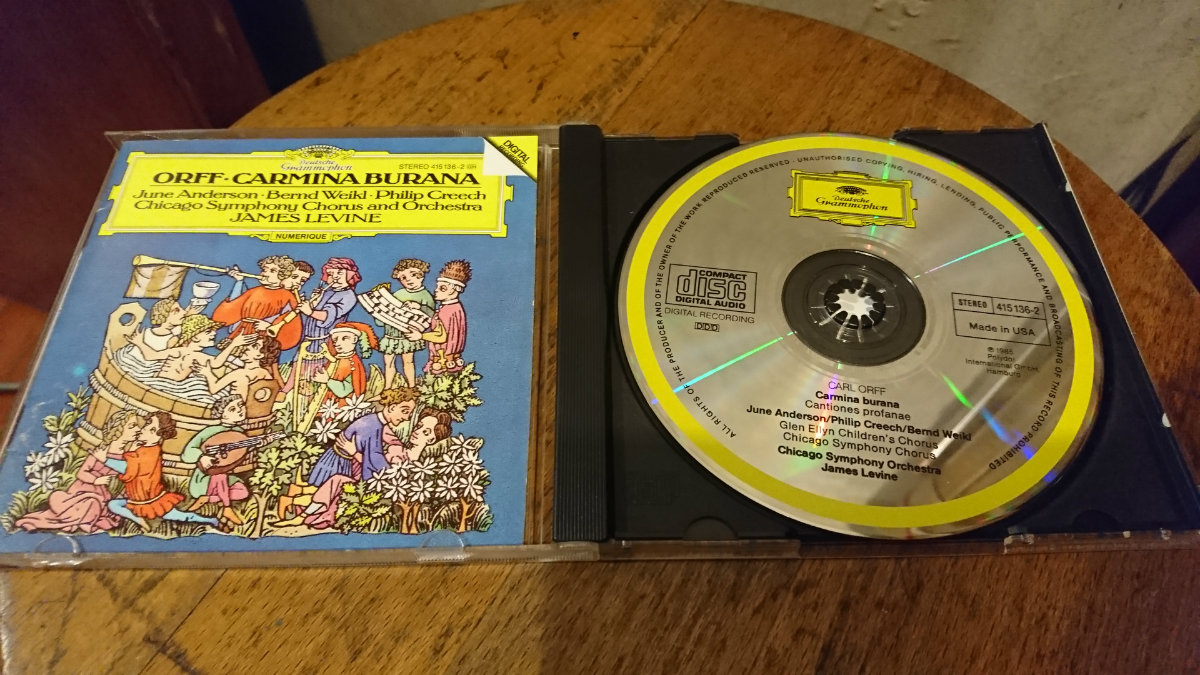 Deutsche
Grammophon
STEREO 415 136-2 GH
DIGITAL
ORFF · CARMINA BURANA
June Anderson · Bernd Weikl · Philip Creech
Chicago Symphony Chorus and Orchestra
JAMES LEVINE
NUMERIQUE
ALL RIGHTS OF THE PRODUCER AND OF THE OWNER OF THE WORK REPRODUCED RESERVED · UNAUTHORISED COPYING, HIRING, LENDING, PUBLIC PERFORMANCE AND BROADCASTING OF THIS RECORD PROHIBITED
Deutsche
Grammophon
COMPACT
disc
DIGITAL AUDIO
DIGITAL RECORDING
DDD
STEREO 415 136-2
Made in USA
℗ 1985
Polydor
International GmbH,
Hamburg
CARL ORFF
Carmina burana
Cantiones profanae
June Anderson/Philip Creech/Bernd Weikl
Glen Ellyn Children's Chorus
Chicago Symphony Chorus
Chicago Symphony Orchestra
James Levine